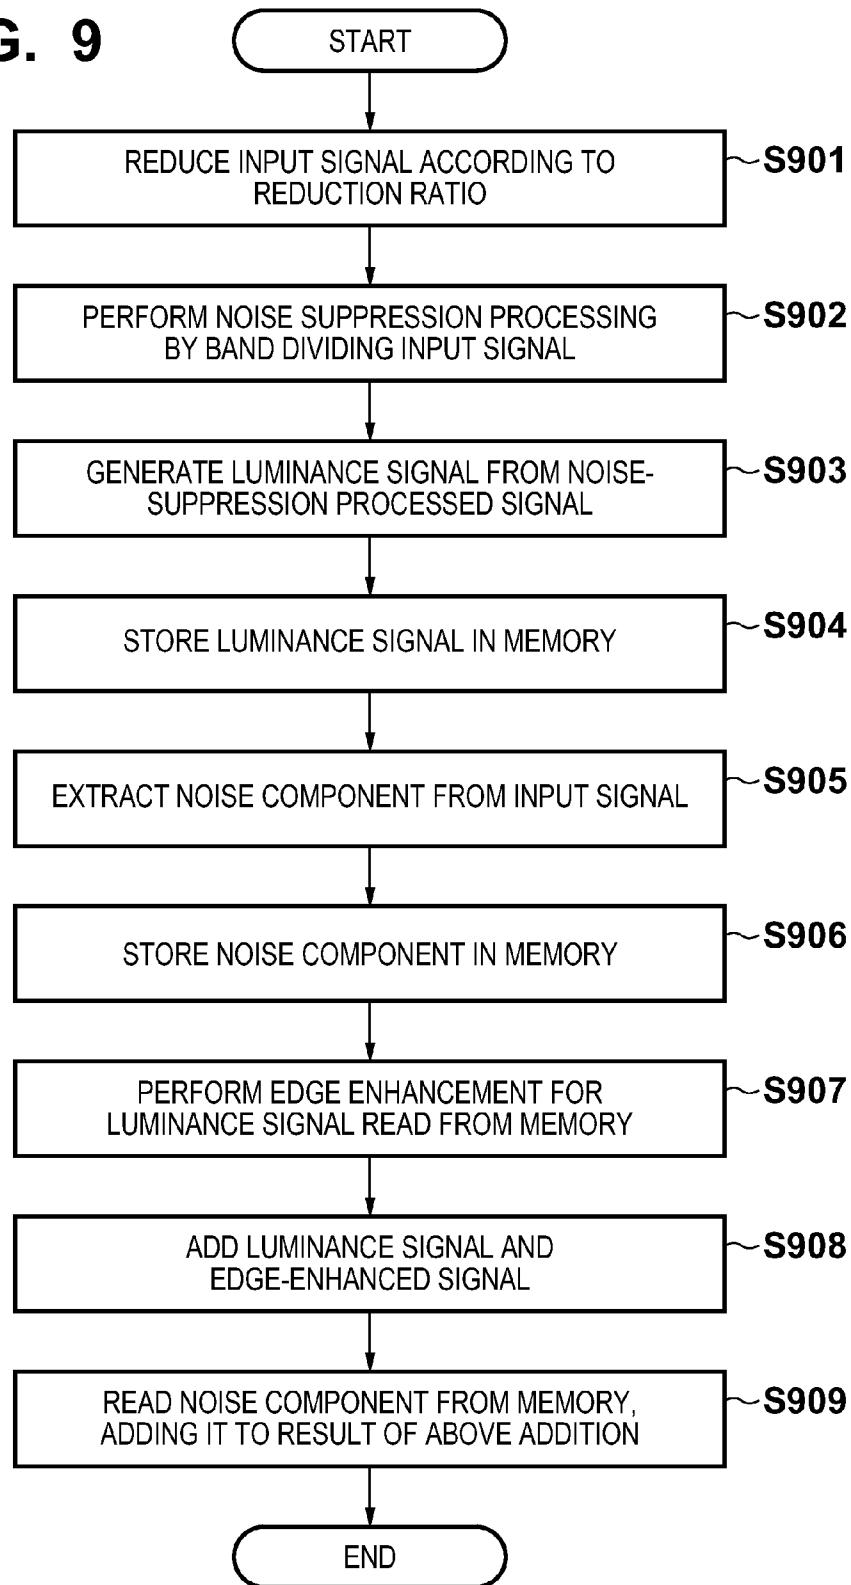 G. 9
START
REDUCE INPUT SIGNAL ACCORDING TO
REDUCTION RATIO
S901
PERFORM NOISE SUPPRESSION PROCESSING
BY BAND DIVIDING INPUT SIGNAL
S902
GENERATE LUMINANCE SIGNAL FROM NOISE-
SUPPRESSION PROCESSED SIGNAL
S903
STORE LUMINANCE SIGNAL IN MEMORY
S904
EXTRACT NOISE COMPONENT FROM INPUT SIGNAL
S905
STORE NOISE COMPONENT IN MEMORY
S906
PERFORM EDGE ENHANCEMENT FOR
LUMINANCE SIGNAL READ FROM MEMORY
S907
ADD LUMINANCE SIGNAL AND
EDGE-ENHANCED SIGNAL
S908
READ NOISE COMPONENT FROM MEMORY,
ADDING IT TO RESULT OF ABOVE ADDITION
S909
END